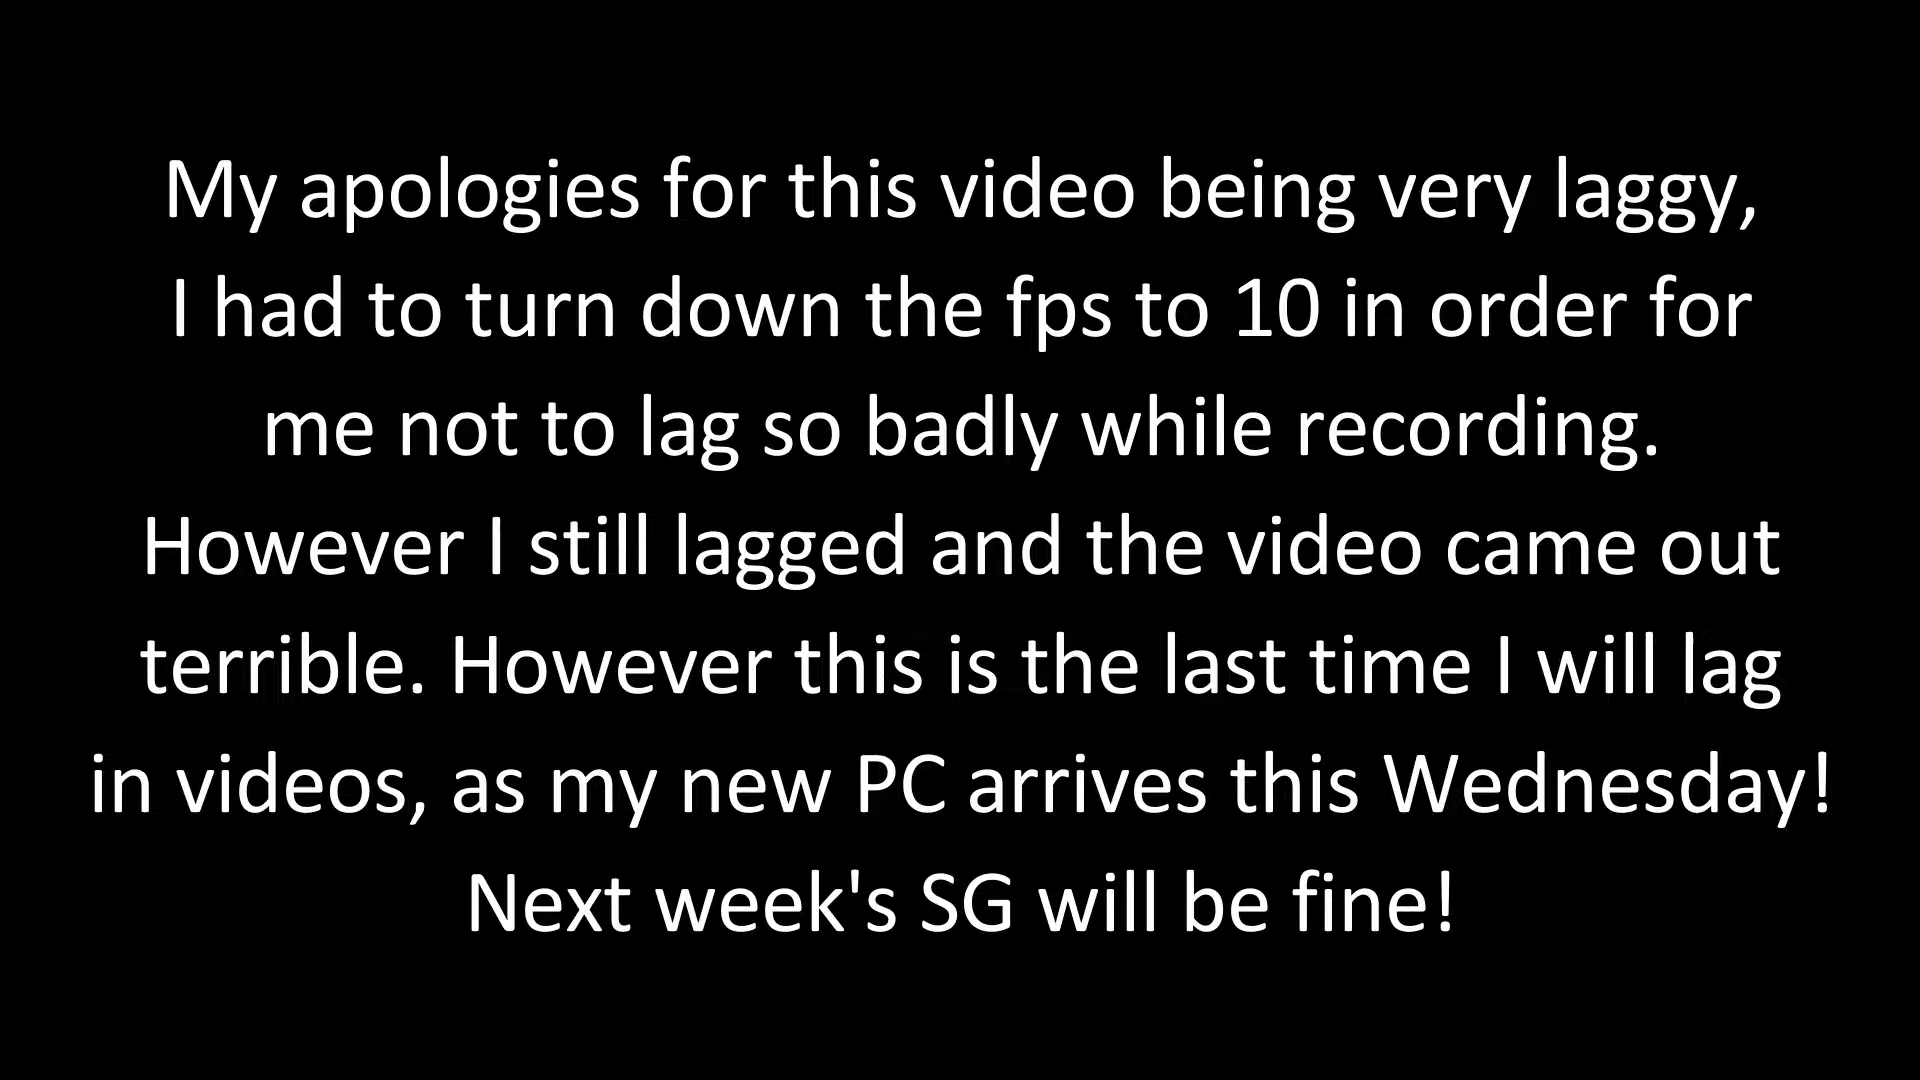 My apologies for this video being very laggy,
I had to turn down the fps to 10 in order for
me not to lag so badly while recording.
However I still lagged and the video came out
terrible. However this is the last time I will lag
in videos, as my new PC arrives this Wednesday!
Next week's SG will be fine!